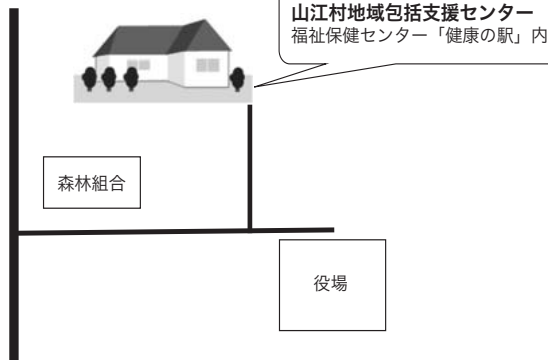 山江村地域包括支援センター
福祉保健センター「健康の駅」内
森林組合
役場